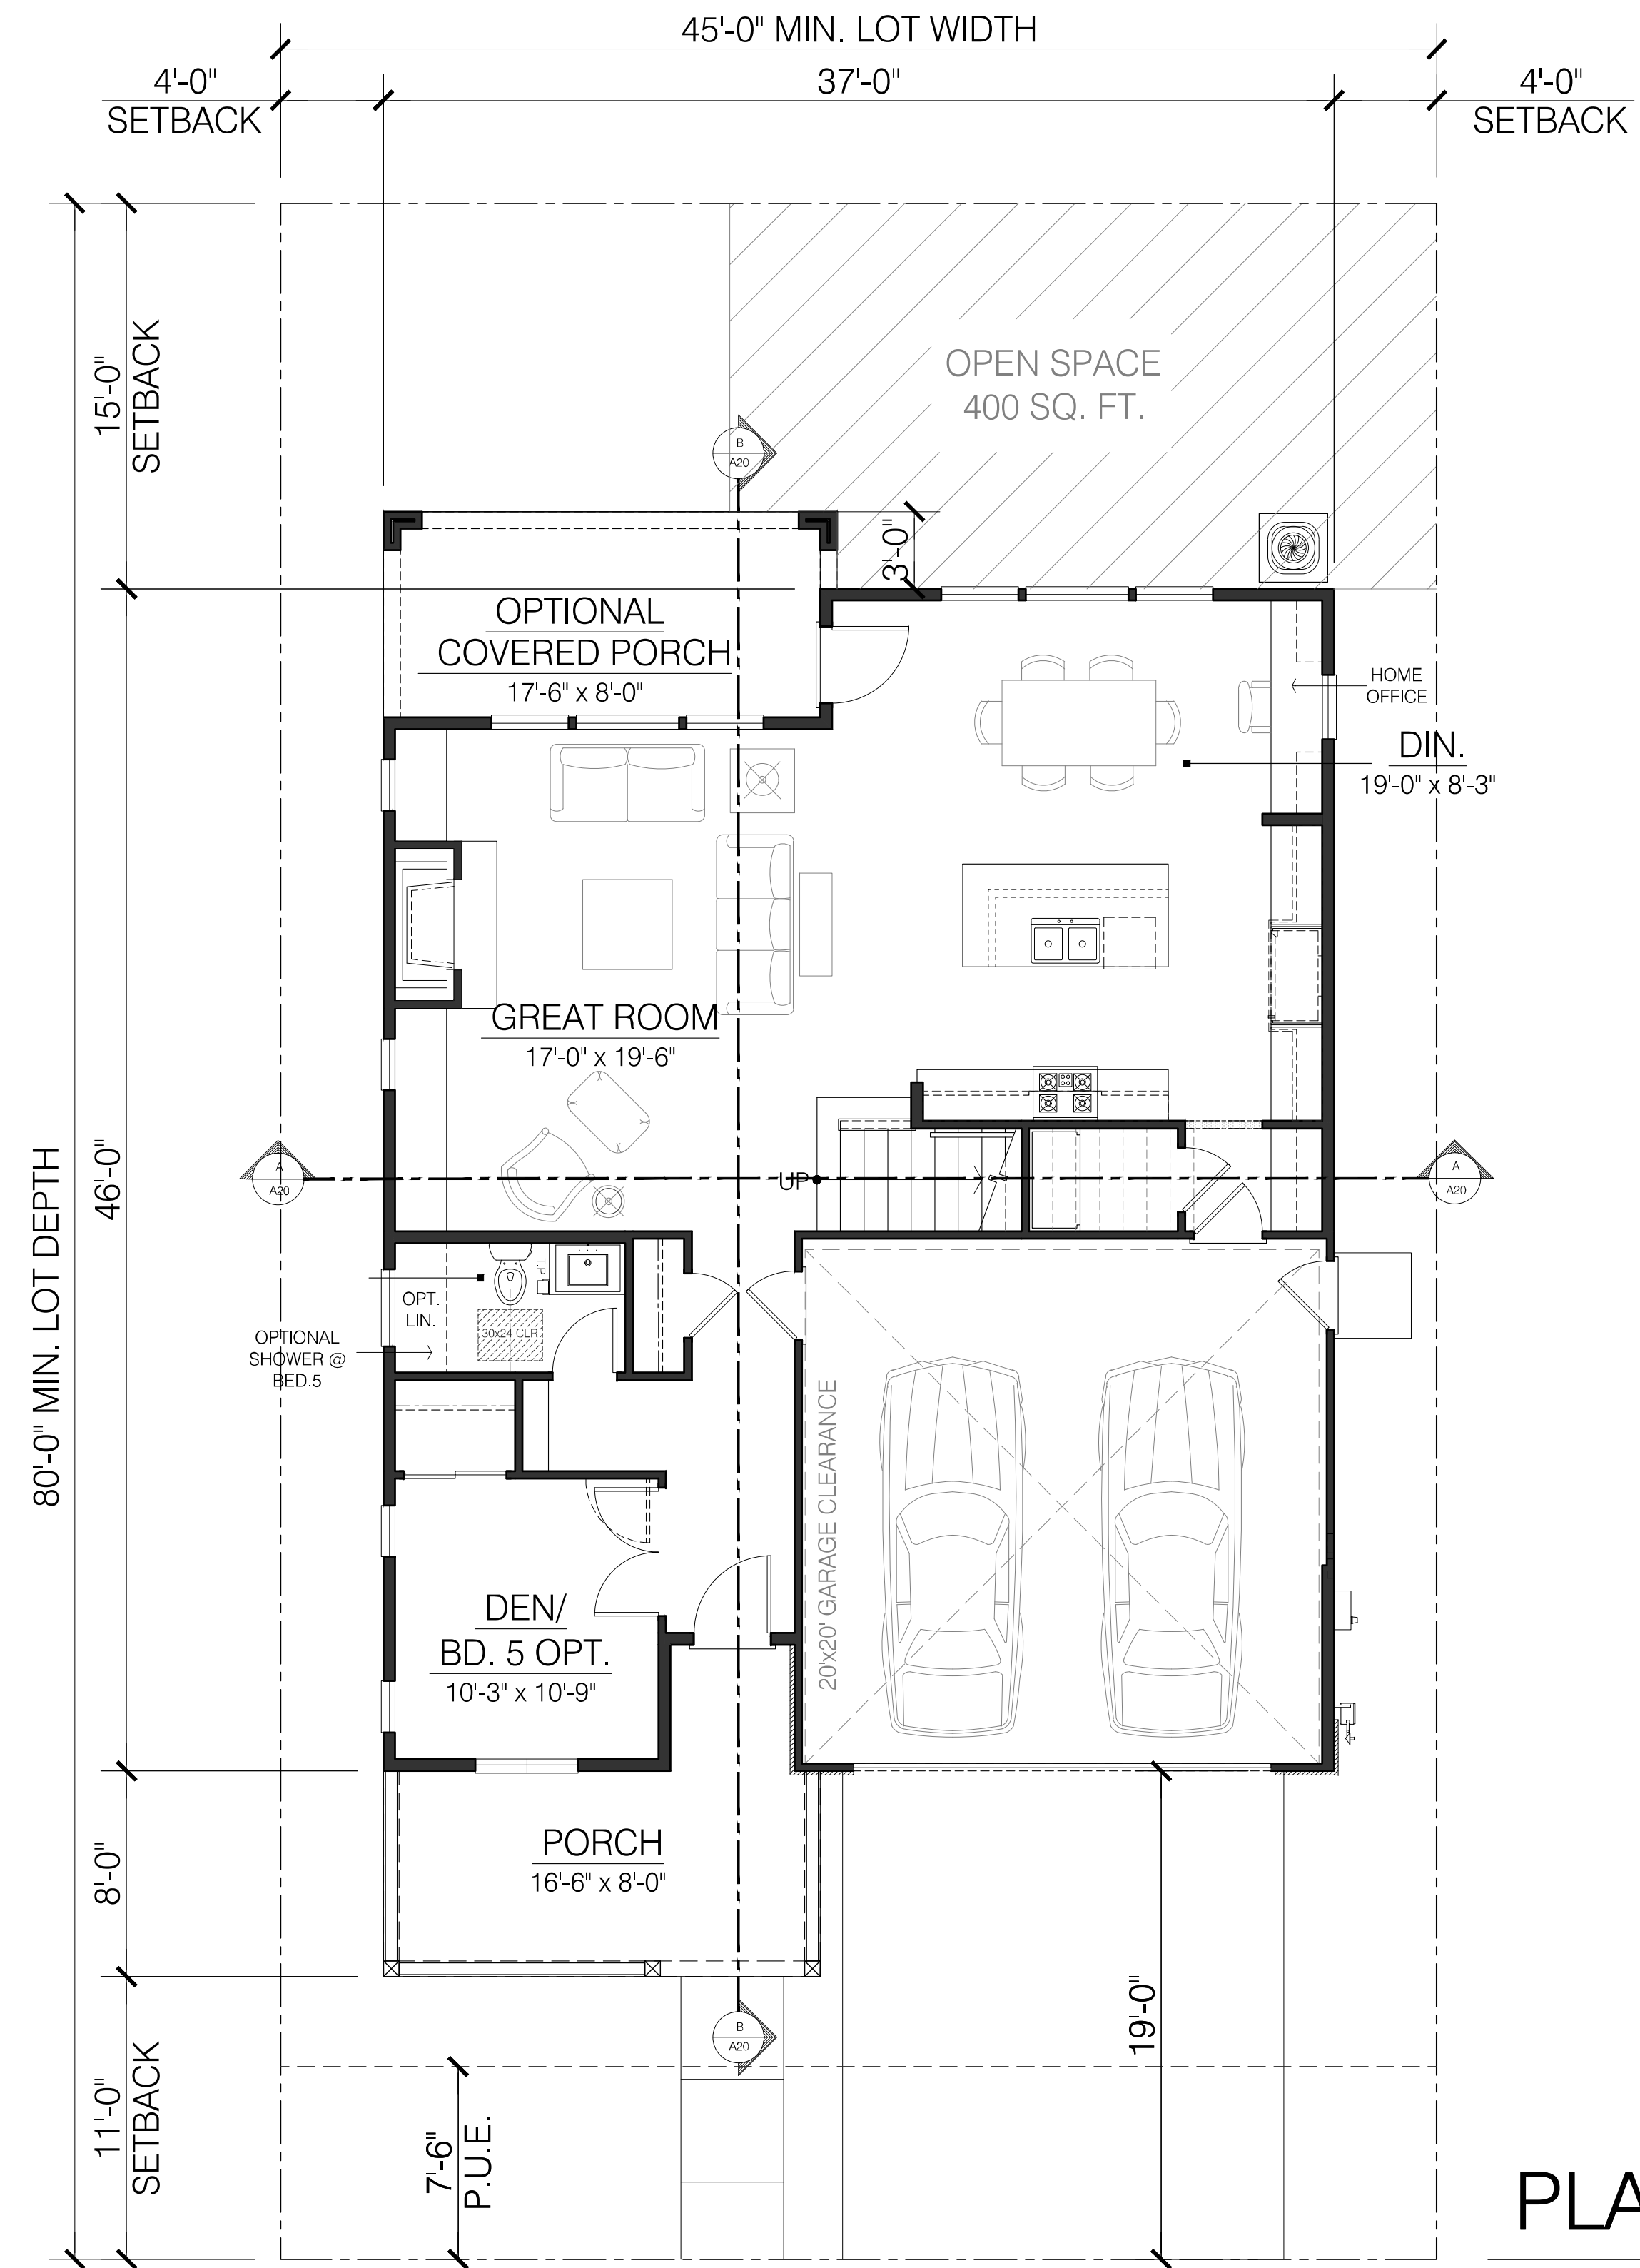 45'-0" MIN. LOT WIDTH
4'-0"
SETBACK
37'-0"
4'-0"
SETBACK
15'-0"
SETBACK
OPEN SPACE
400 SQ. FT.
B
A20
3'-0"
OPTIONAL
COVERED PORCH
17'-6" x 8'-0"
HOME
OFFICE
DIN.
19'-0" x 8'-3"
GREAT ROOM
17'-0" x 19'-6"
80'-0" MIN. LOT DEPTH
46'-0"
A
A20
UP
A
A20
T.P.
OPT.
LIN.
30x24 CLR
OPTIONAL
SHOWER @
BED.5
20'x20' GARAGE CLEARANCE
DEN/
BD. 5 OPT.
10'-3" x 10'-9"
8'-0"
PORCH
16'-6" x 8'-0"
19'-0"
B
A20
11'-0"
SETBACK
7'-6"
P.U.E.
PLA